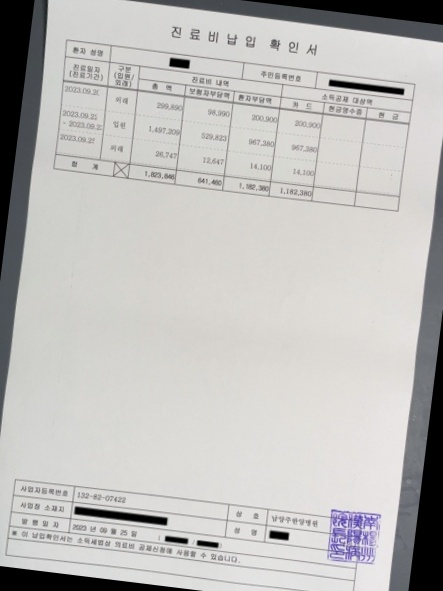 진료비납입 확인서
환자 성명 주민등록번호
진료일자 (진료기간) 구분 (입원/외래) 진료비 내역 소득공제 대상액
총 액 보험자부담액 환자부담액 카 드 현금영수증 현 금
2023.09.20 외래 299,890 98,990 200,900 200,900
2023.09.21 - 2023.09.23 입원 1,497,209 529,823 967,380 967,380
2023.09.25 외래 26,747 12,647 14,100 14,100
합 계 1,823,846 641,460 1,182,380 1,182,380
사업자등록번호 132-82-07422 상 호 남양주한양병원
사업장 소재지 성 명
발 행 일 자 2023 년 09 월 25 일 ( / )
※ 이 납입확인서는 소득세법상 의료비 공제신청에 사용할 수 있습니다.